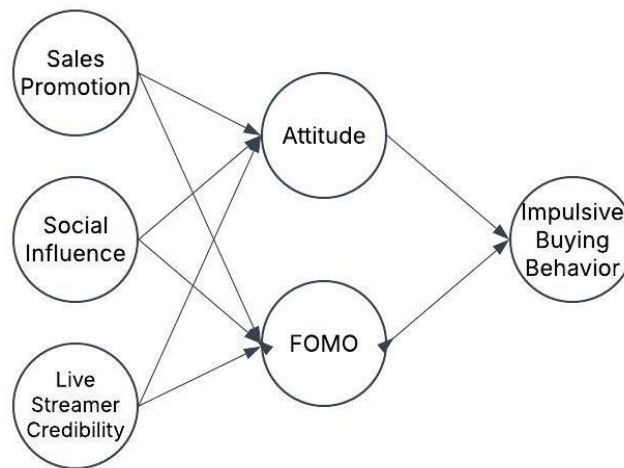 Sales
Promotion
Attitude
Social
Influence
Impulsive
Buying
Behavior
FOMO
Live
Streamer
Credibility